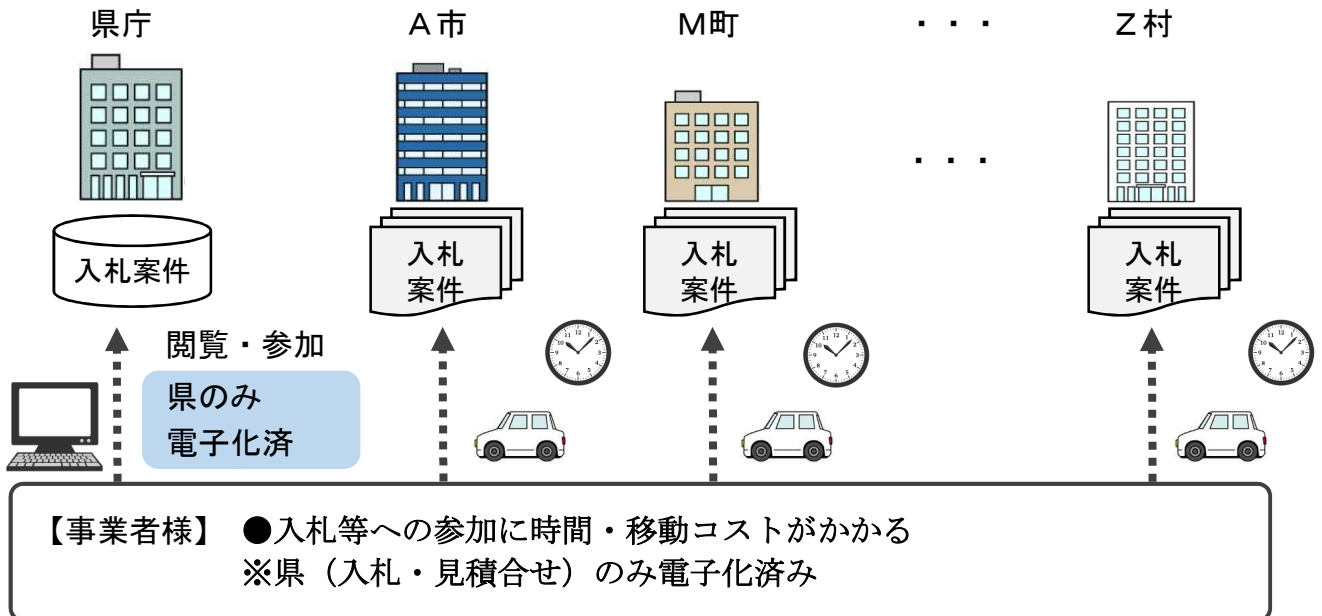 県庁
A市
M町
・・・
Z村
・・・
入札案件
入札
案件
入札
案件
入札
案件
閲覧・参加
県のみ
電子化済
【事業者様】 ●入札等への参加に時間・移動コストがかかる
※県（入札・見積合せ）のみ電子化済み